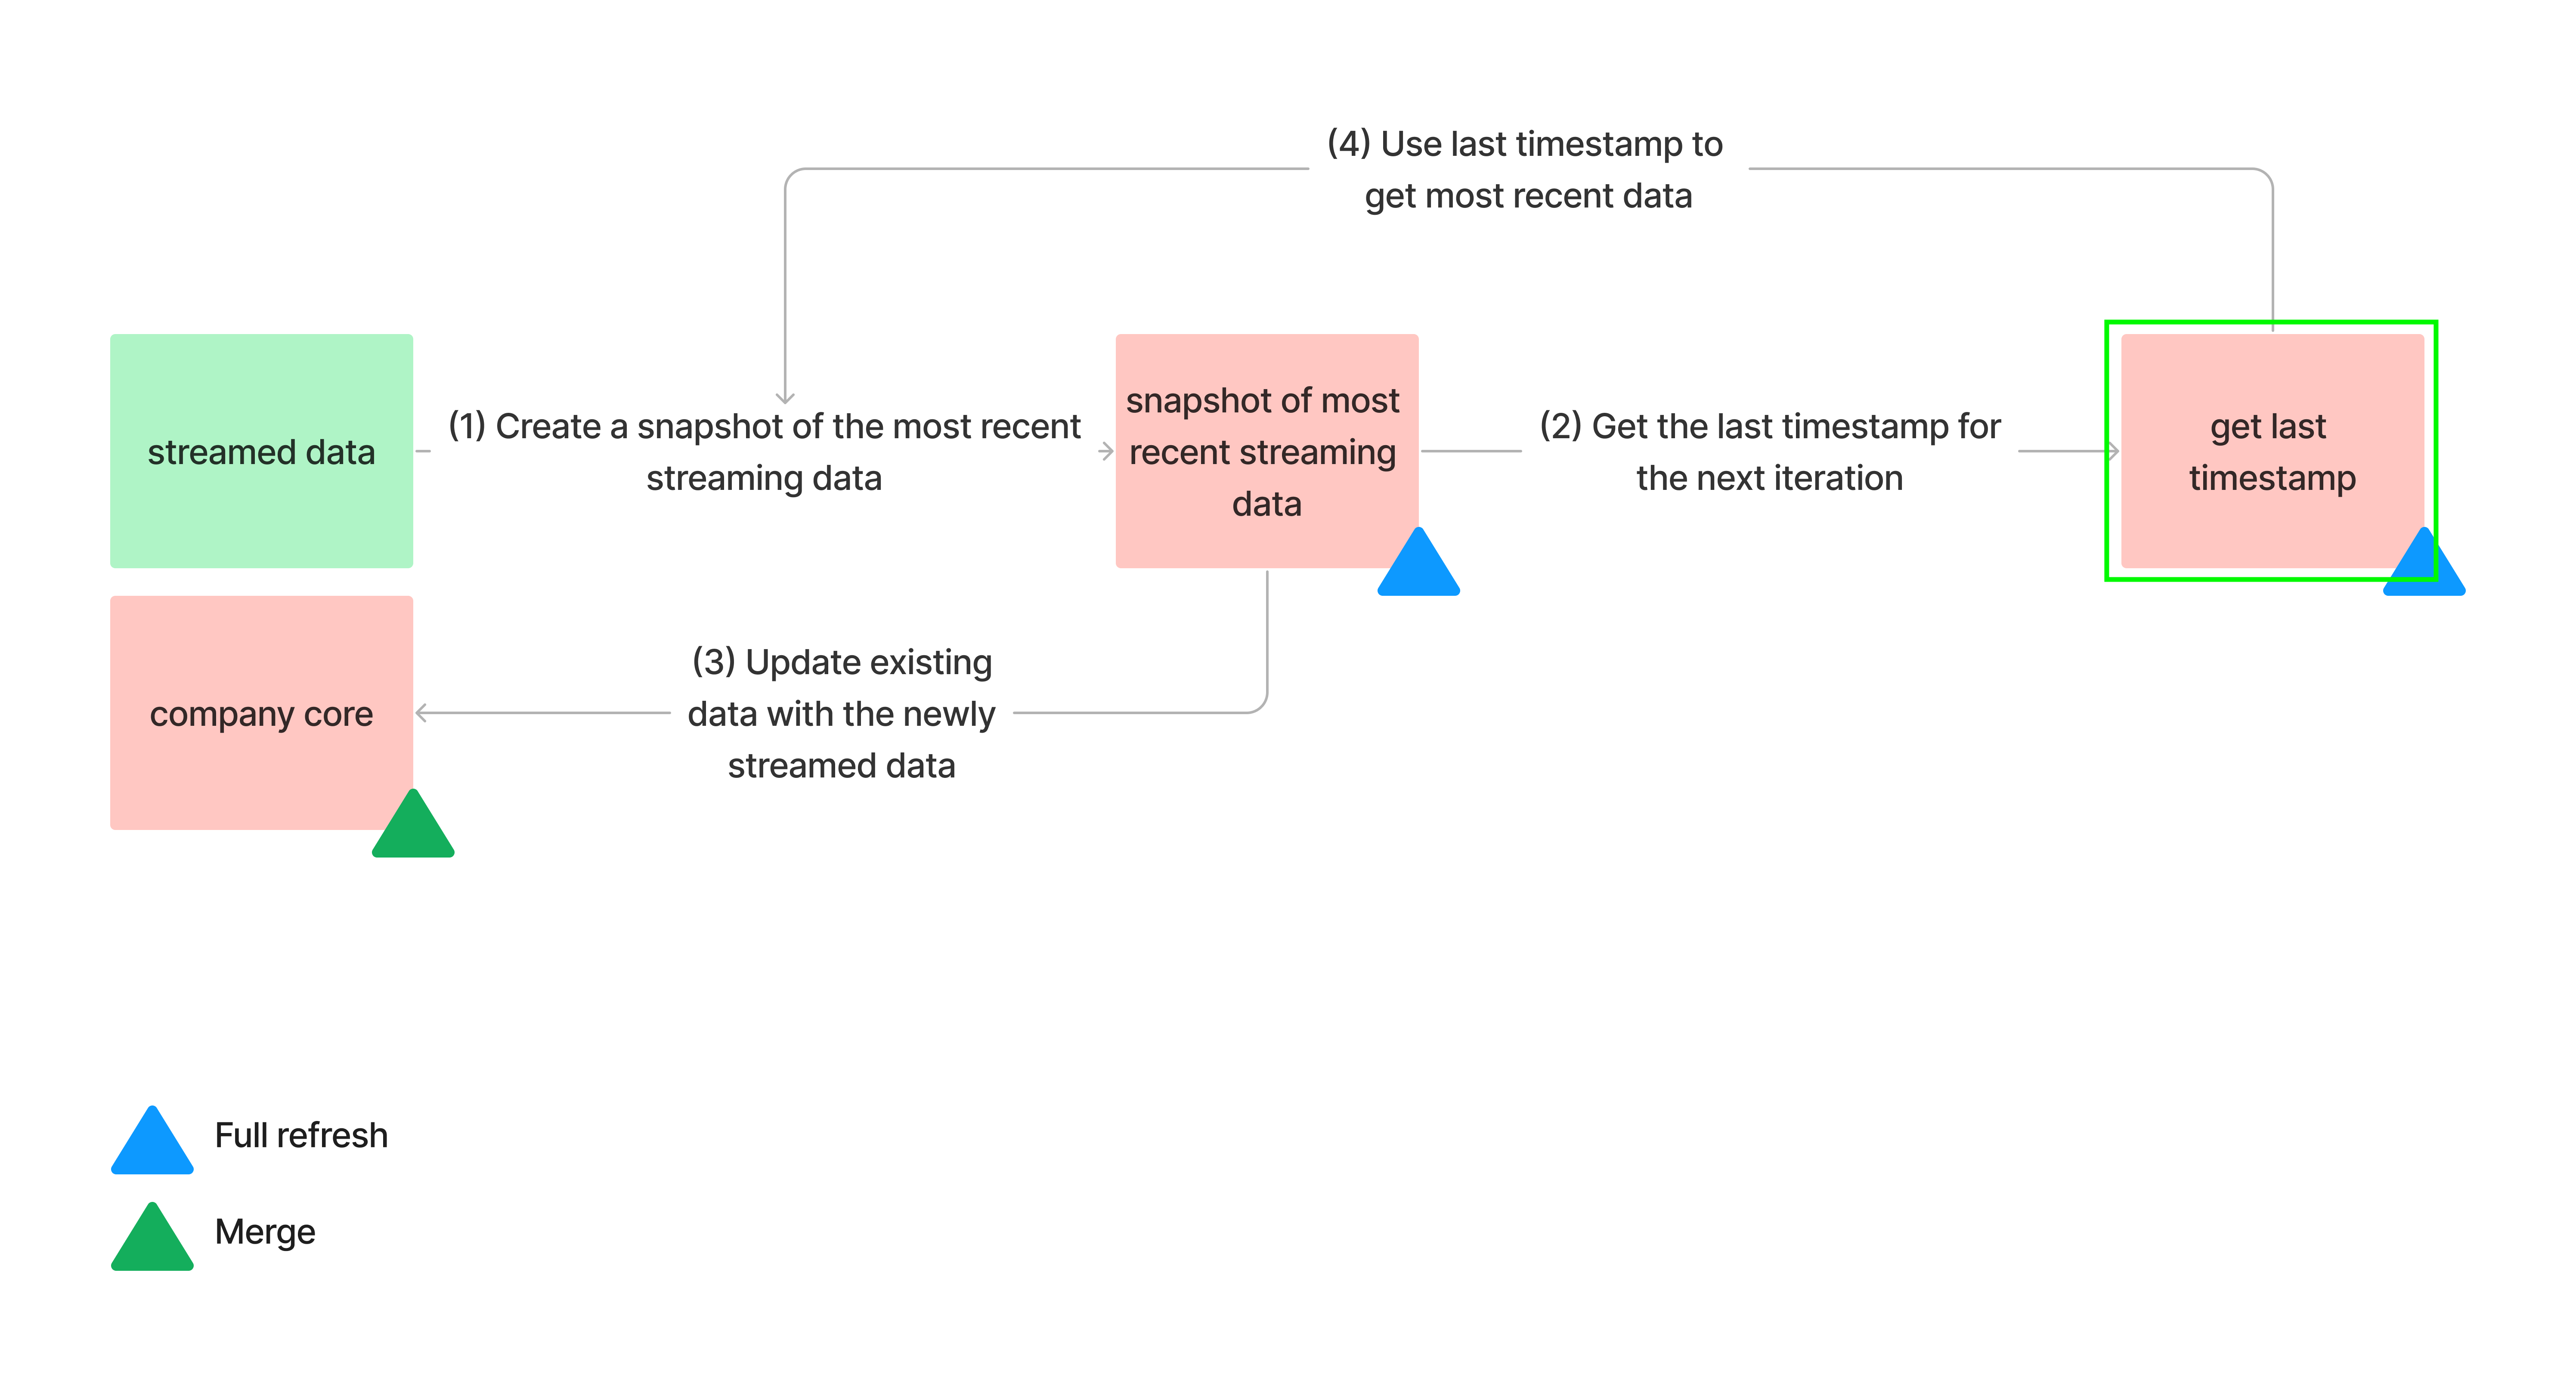 (4) Use last timestamp to
get most recent data
streamed data
(1) Create a snapshot of the most recent
streaming data
snapshot of most
recent streaming
data
(2) Get the last timestamp for
the next iteration
get last
timestamp
company core
(3) Update existing
data with the newly
streamed data
Full refresh
Merge